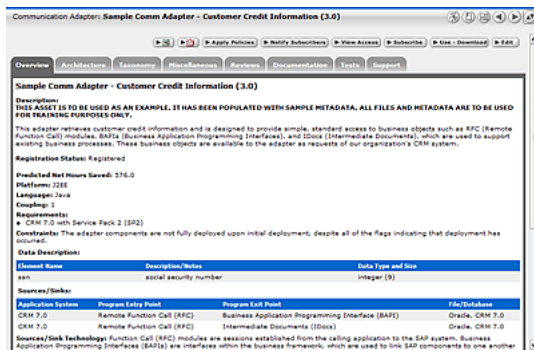 Communication Adapter: Sample Comm Adapter - Customer Credit Information (3.0)
Apply Policies Notify Subscribers View Access Subscribe Use - Download Edit
Overview Architecture Taxonomy Miscellaneous Reviews Documentation Tests Support
Sample Comm Adapter - Customer Credit Information (3.0)
Description:
THIS ASSET IS TO BE USED AS AN EXAMPLE. IT HAS BEEN POPULATED WITH SAMPLE METADATA. ALL FILES AND METADATA ARE TO BE USED
FOR TRAINING PURPOSES ONLY.
This adapter retrieves customer credit information and is designed to provide simple, standard access to business objects such as RFC (Remote
Function Call) modules, BAPIs (Business Application Programming Interfaces), and IDocs (Intermediate Documents), which are used to support
existing business processes. These business objects are available to the adapter as requests of our organization's CRM system.
Registration Status: Registered
Predicted Net Hours Saved: 576.0
Platform: J2EE
Language: Java
Coupling: 1
Requirements:
CRM 7.0 with Service Pack 2 (SP2)
Constraints: The adapter components are not fully deployed upon initial deployment, despite all of the flags indicating that deployment has
occurred.
Data Description:
Element Name Description/Notes Data Type and Size
ssn social security number integer (9)
Sources/Sinks:
Application System Program Entry Point Program Exit Point File/Database
CRM 7.0 Remote Function Call (RFC) Business Application Programming Interface (BAPI) Oracle, CRM 7.0
CRM 7.0 Remote Function Call (RFC) Intermediate Documents (IDocs) Oracle, CRM 7.0
Sources/Sink Technology: Function Call (RFC) modules are sessions established from the calling application to the SAP system. Business
Application Programming Interfaces (BAPIs) are interfaces within the business framework, which are used to link SAP components to one another